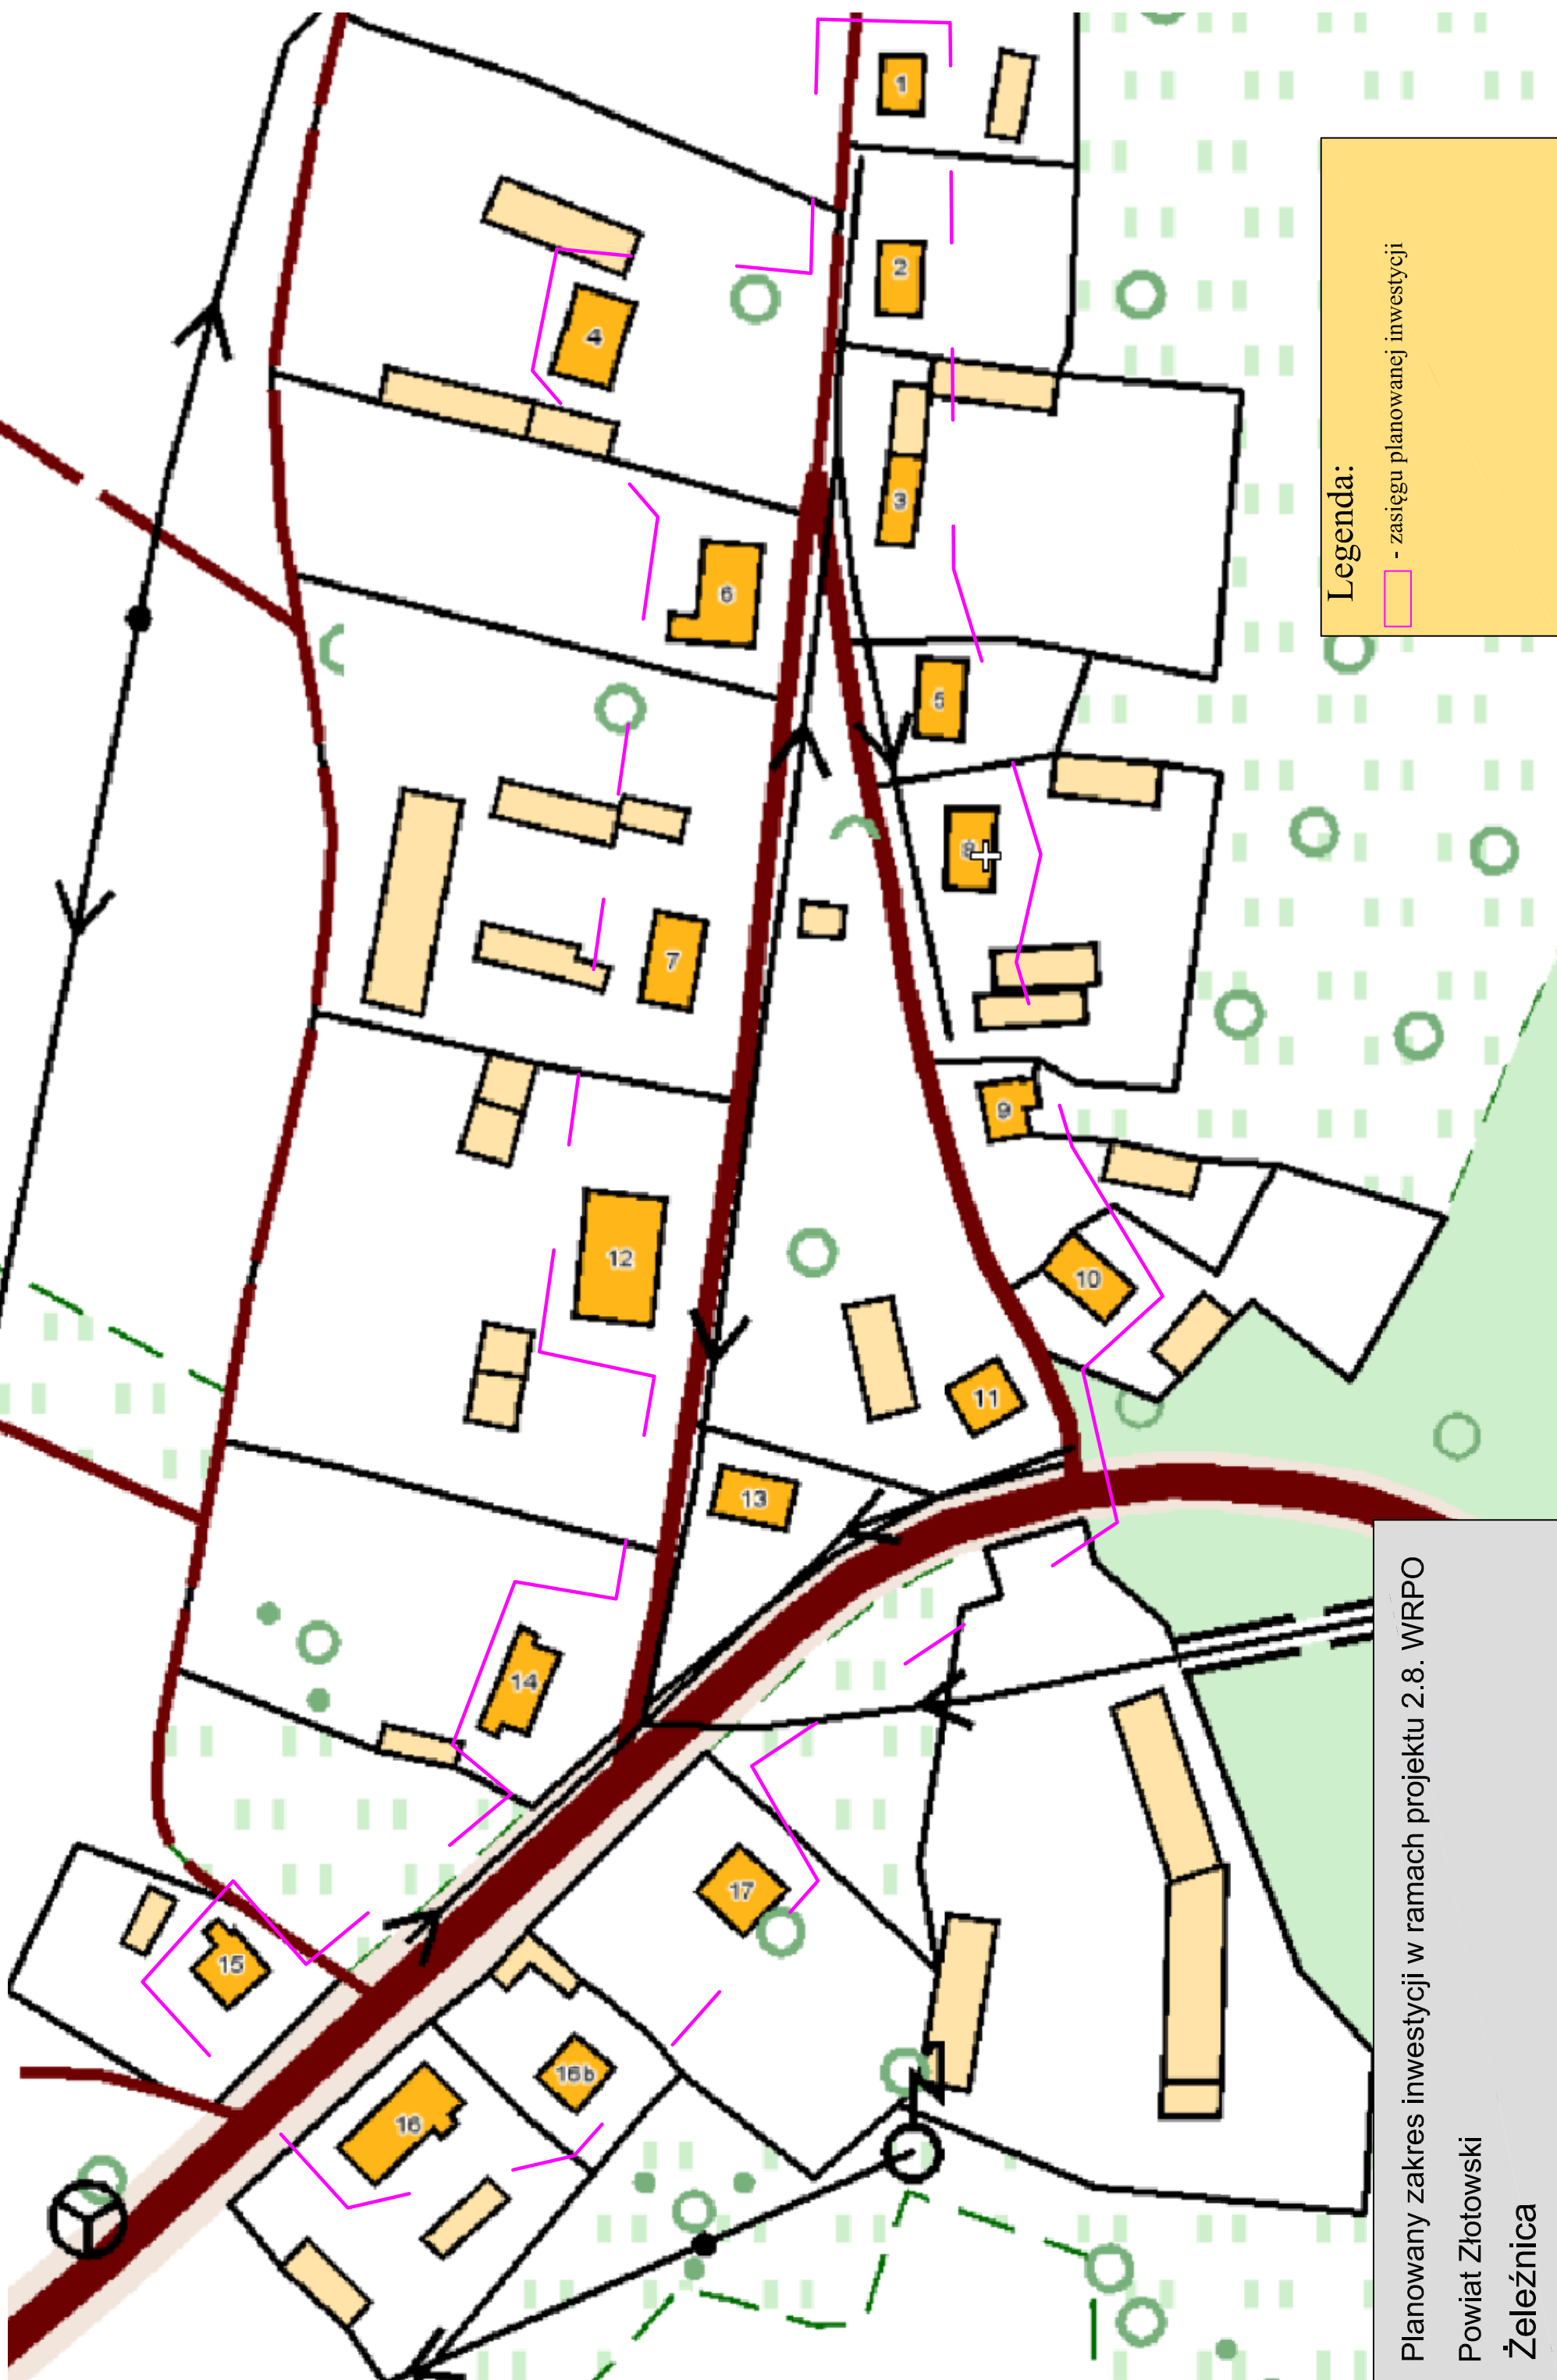 1
2
3
4
5
6
7
8
9
10
11
12
13
14
15
16
16b
17
Legenda:
- zasięgu planowanej inwestycji
Planowany zakres inwestycji w ramach projektu 2.8. WRPO
Powiat Złotowski
Żeleźnica